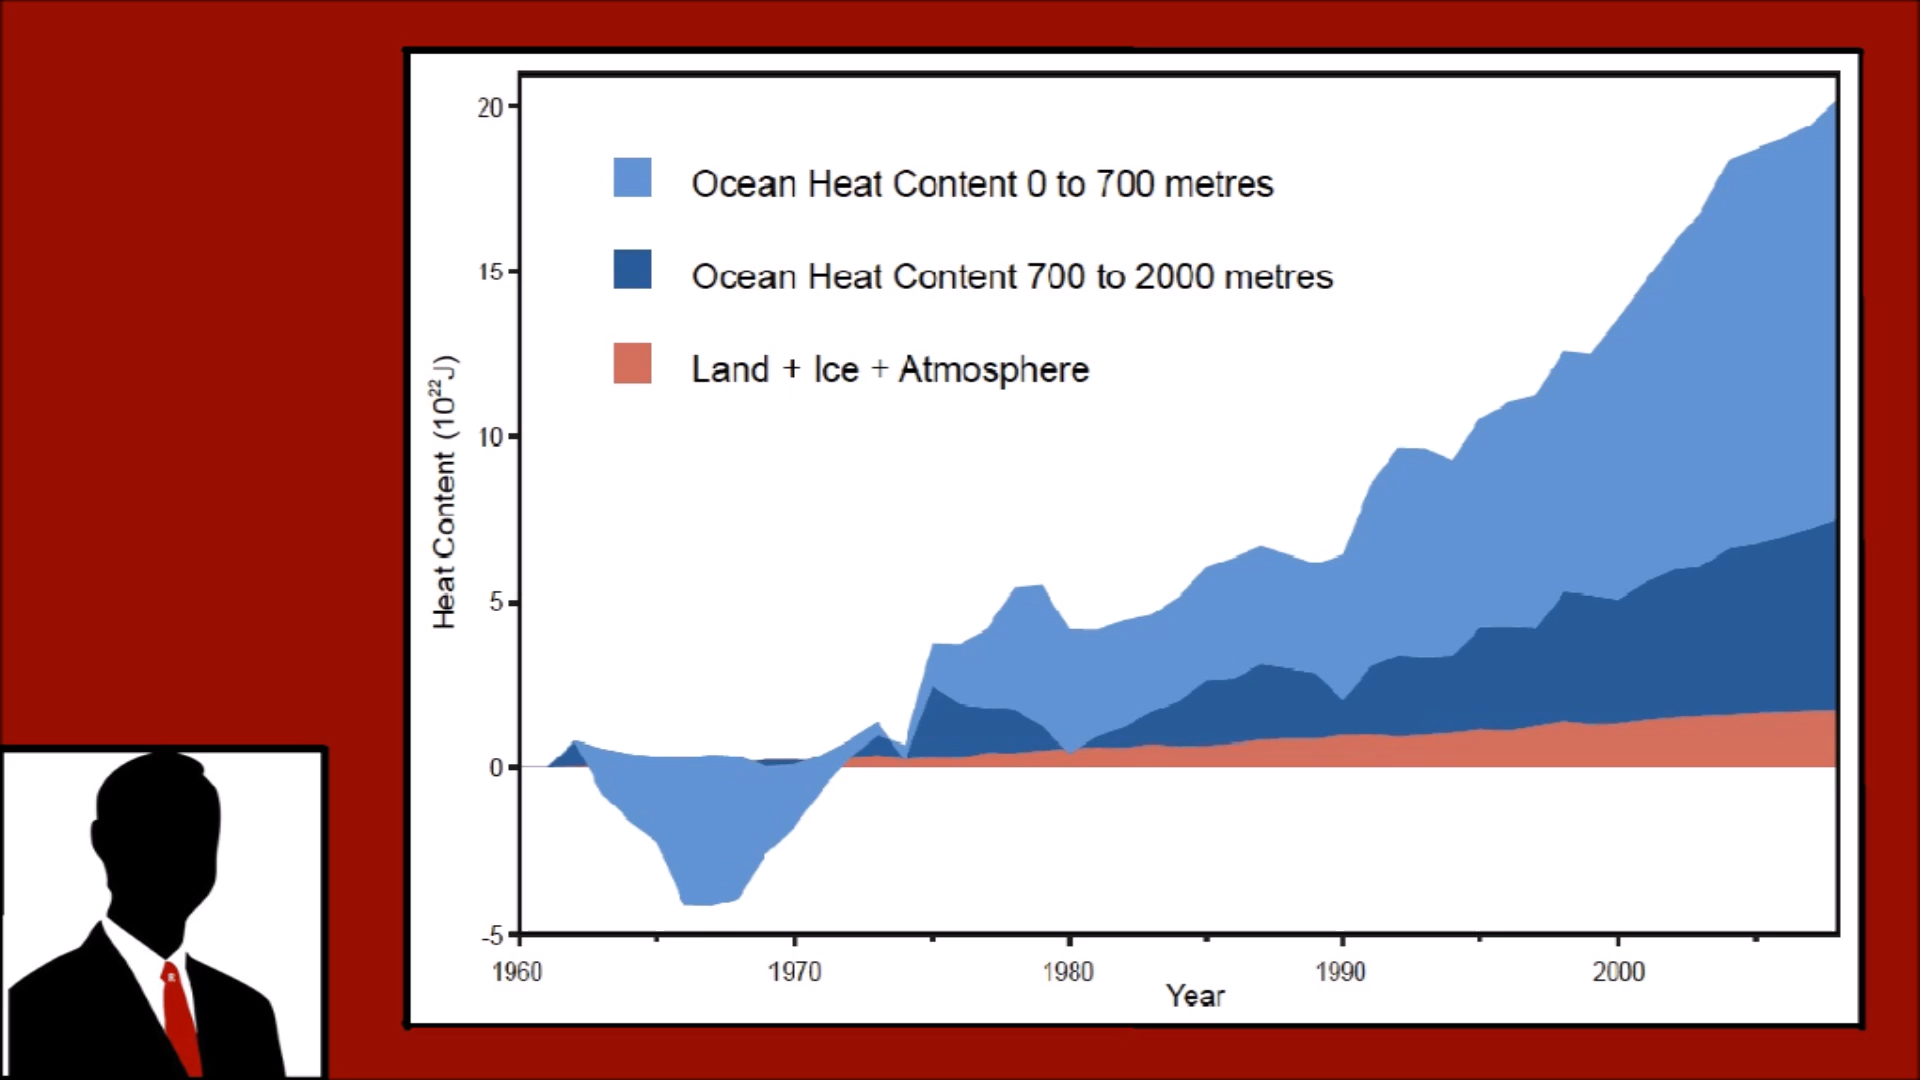 20
Ocean Heat Content 0 to 700 metres
15
Ocean Heat Content 700 to 2000 metres
Land + Ice + Atmosphere
Heat Content (10²²J)
10
5
0
-5
1960 1970 1980 1990 2000
Year
R